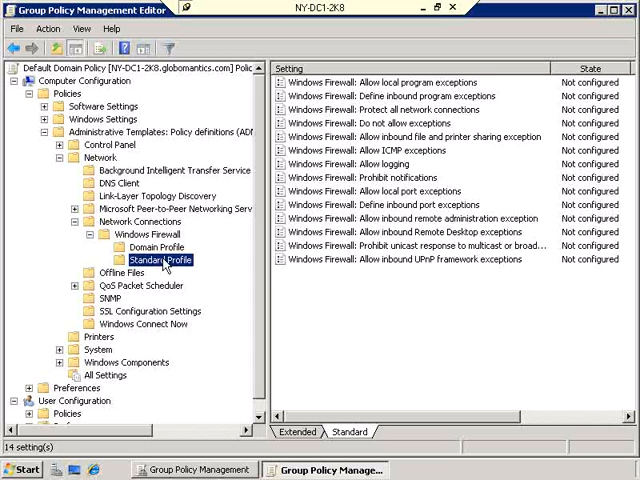 Group Policy Management Editor
NY-DC1-2K8
File Action View Help
Default Domain Policy [NY-DC1-2K8.globomantics.com] Polic
Computer Configuration
Policies
Software Settings
Windows Settings
Administrative Templates: Policy definitions (ADM
Control Panel
Network
Background Intelligent Transfer Service
DNS Client
Link-Layer Topology Discovery
Microsoft Peer-to-Peer Networking Serv
Network Connections
Windows Firewall
Domain Profile
Standard Profile
Offline Files
QoS Packet Scheduler
SNMP
SSL Configuration Settings
Windows Connect Now
Printers
System
Windows Components
All Settings
Preferences
User Configuration
Policies
Setting State
Windows Firewall: Allow local program exceptions Not configured
Windows Firewall: Define inbound program exceptions Not configured
Windows Firewall: Protect all network connections Not configured
Windows Firewall: Do not allow exceptions Not configured
Windows Firewall: Allow inbound file and printer sharing exception Not configured
Windows Firewall: Allow ICMP exceptions Not configured
Windows Firewall: Allow logging Not configured
Windows Firewall: Prohibit notifications Not configured
Windows Firewall: Allow local port exceptions Not configured
Windows Firewall: Define inbound port exceptions Not configured
Windows Firewall: Allow inbound remote administration exception Not configured
Windows Firewall: Allow inbound Remote Desktop exceptions Not configured
Windows Firewall: Prohibit unicast response to multicast or broad... Not configured
Windows Firewall: Allow inbound UPnP framework exceptions Not configured
Extended Standard
14 setting(s)
Start Group Policy Management Group Policy Manage...